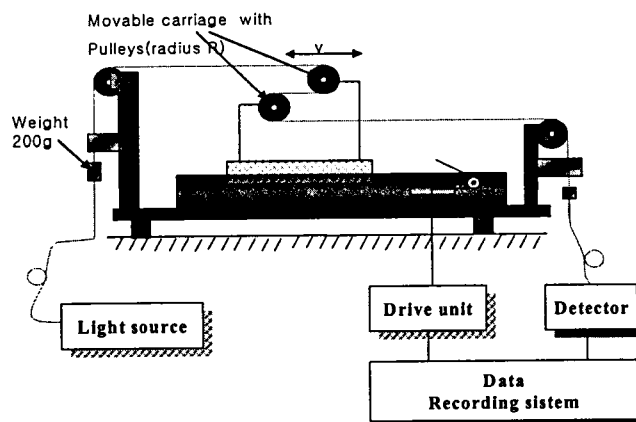 Movable carriage with
Pulleys(radius R)
v
Weight
200g
Light source
Drive unit
Detector
Data
Recording sistem